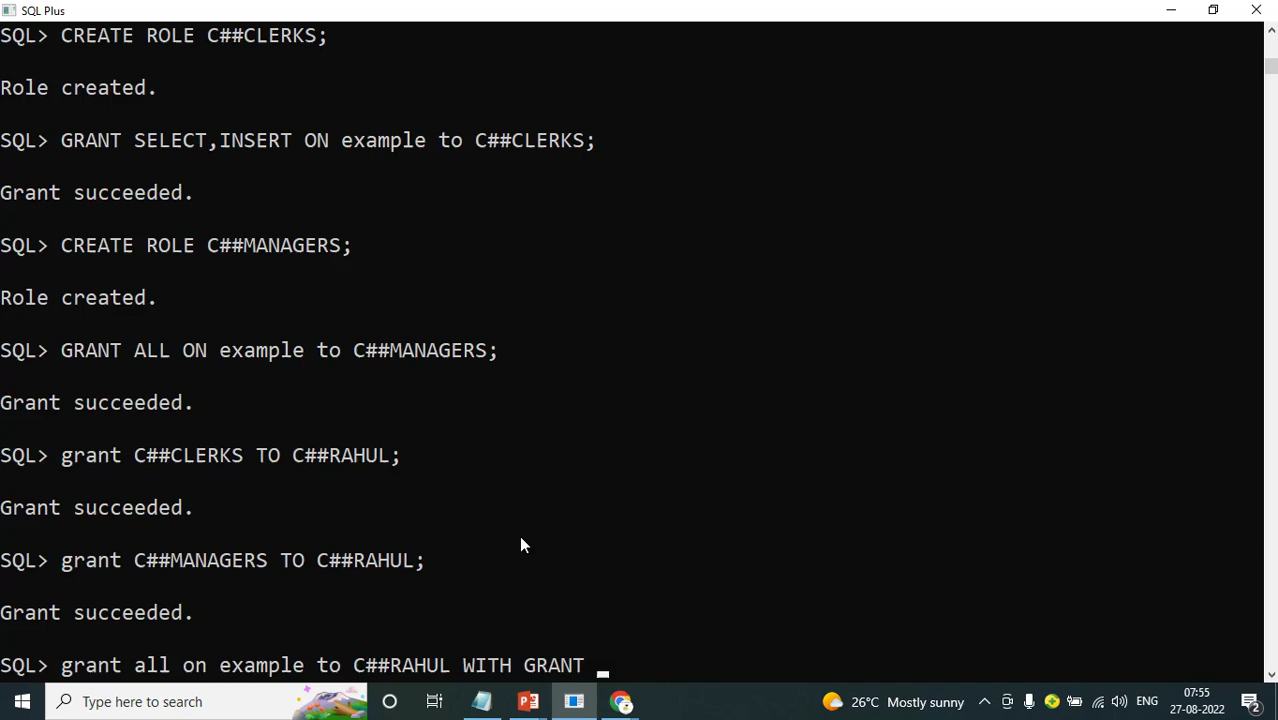 SQL Plus
SQL> CREATE ROLE C##CLERKS;
Role created.
SQL> GRANT SELECT,INSERT ON example to C##CLERKS;
Grant succeeded.
SQL> CREATE ROLE C##MANAGERS;
Role created.
SQL> GRANT ALL ON example to C##MANAGERS;
Grant succeeded.
SQL> grant C##CLERKS TO C##RAHUL;
Grant succeeded.
SQL> grant C##MANAGERS TO C##RAHUL;
Grant succeeded.
SQL> grant all on example to C##RAHUL WITH GRANT
Type here to search
26°C Mostly sunny
ENG
07:55
27-08-2022
2